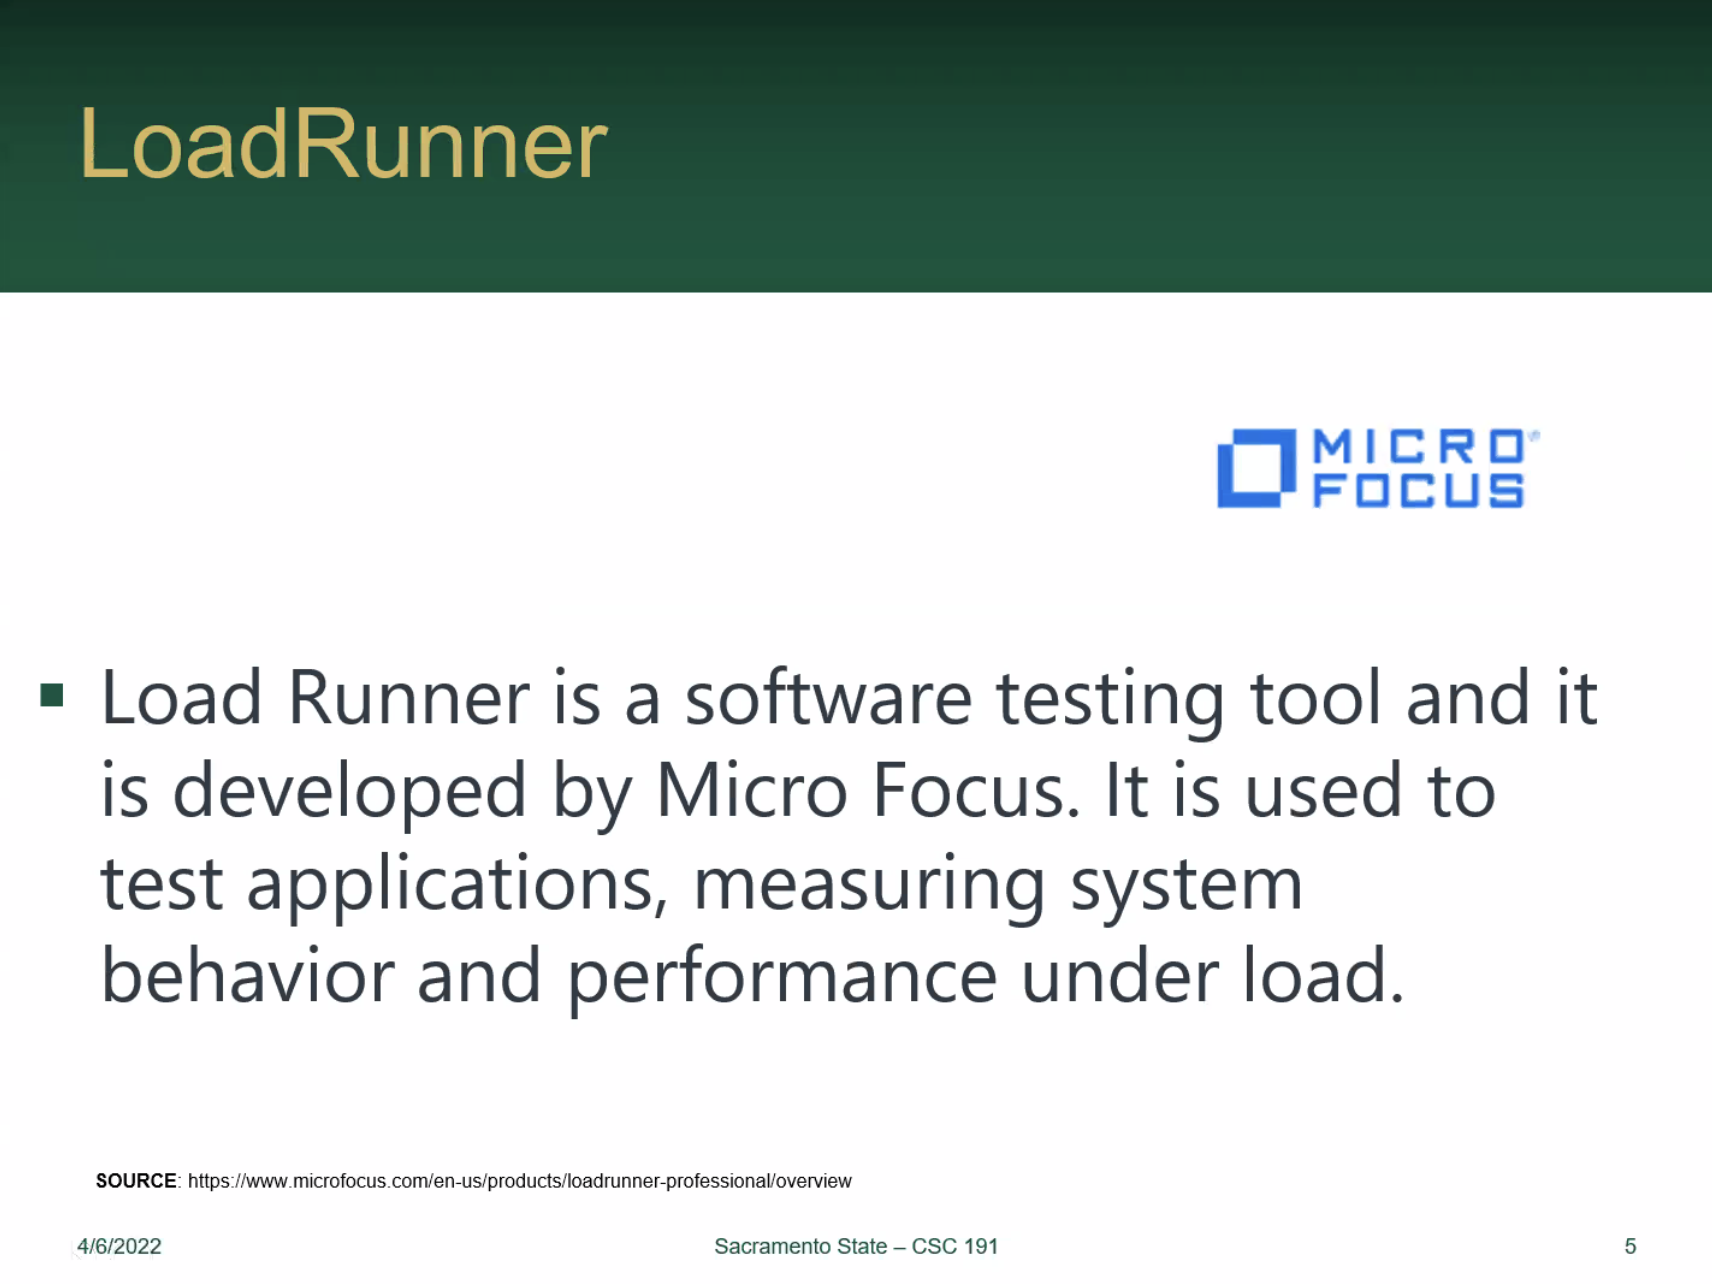 LoadRunner
MICRO
FOCUS
▪ Load Runner is a software testing tool and it
is developed by Micro Focus. It is used to
test applications, measuring system
behavior and performance under load.
SOURCE: https://www.microfocus.com/en-us/products/loadrunner-professional/overview
4/6/2022 Sacramento State – CSC 191 5